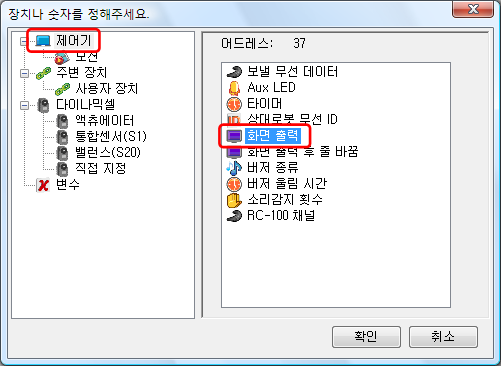 장치나 숫자를 정해주세요.
제어기
모션
주변 장치
사용자 장치
다이나믹셀
액츄에이터
통합센서(S1)
밸런스(S20)
직접 지정
변수
어드레스: 37
보낼 무선 데이터
Aux LED
타이머
상대로봇 무선 ID
화면 출력
화면 출력 후 줄 바꿈
버저 종류
버저 울림 시간
소리감지 횟수
RC-100 채널
확인
취소